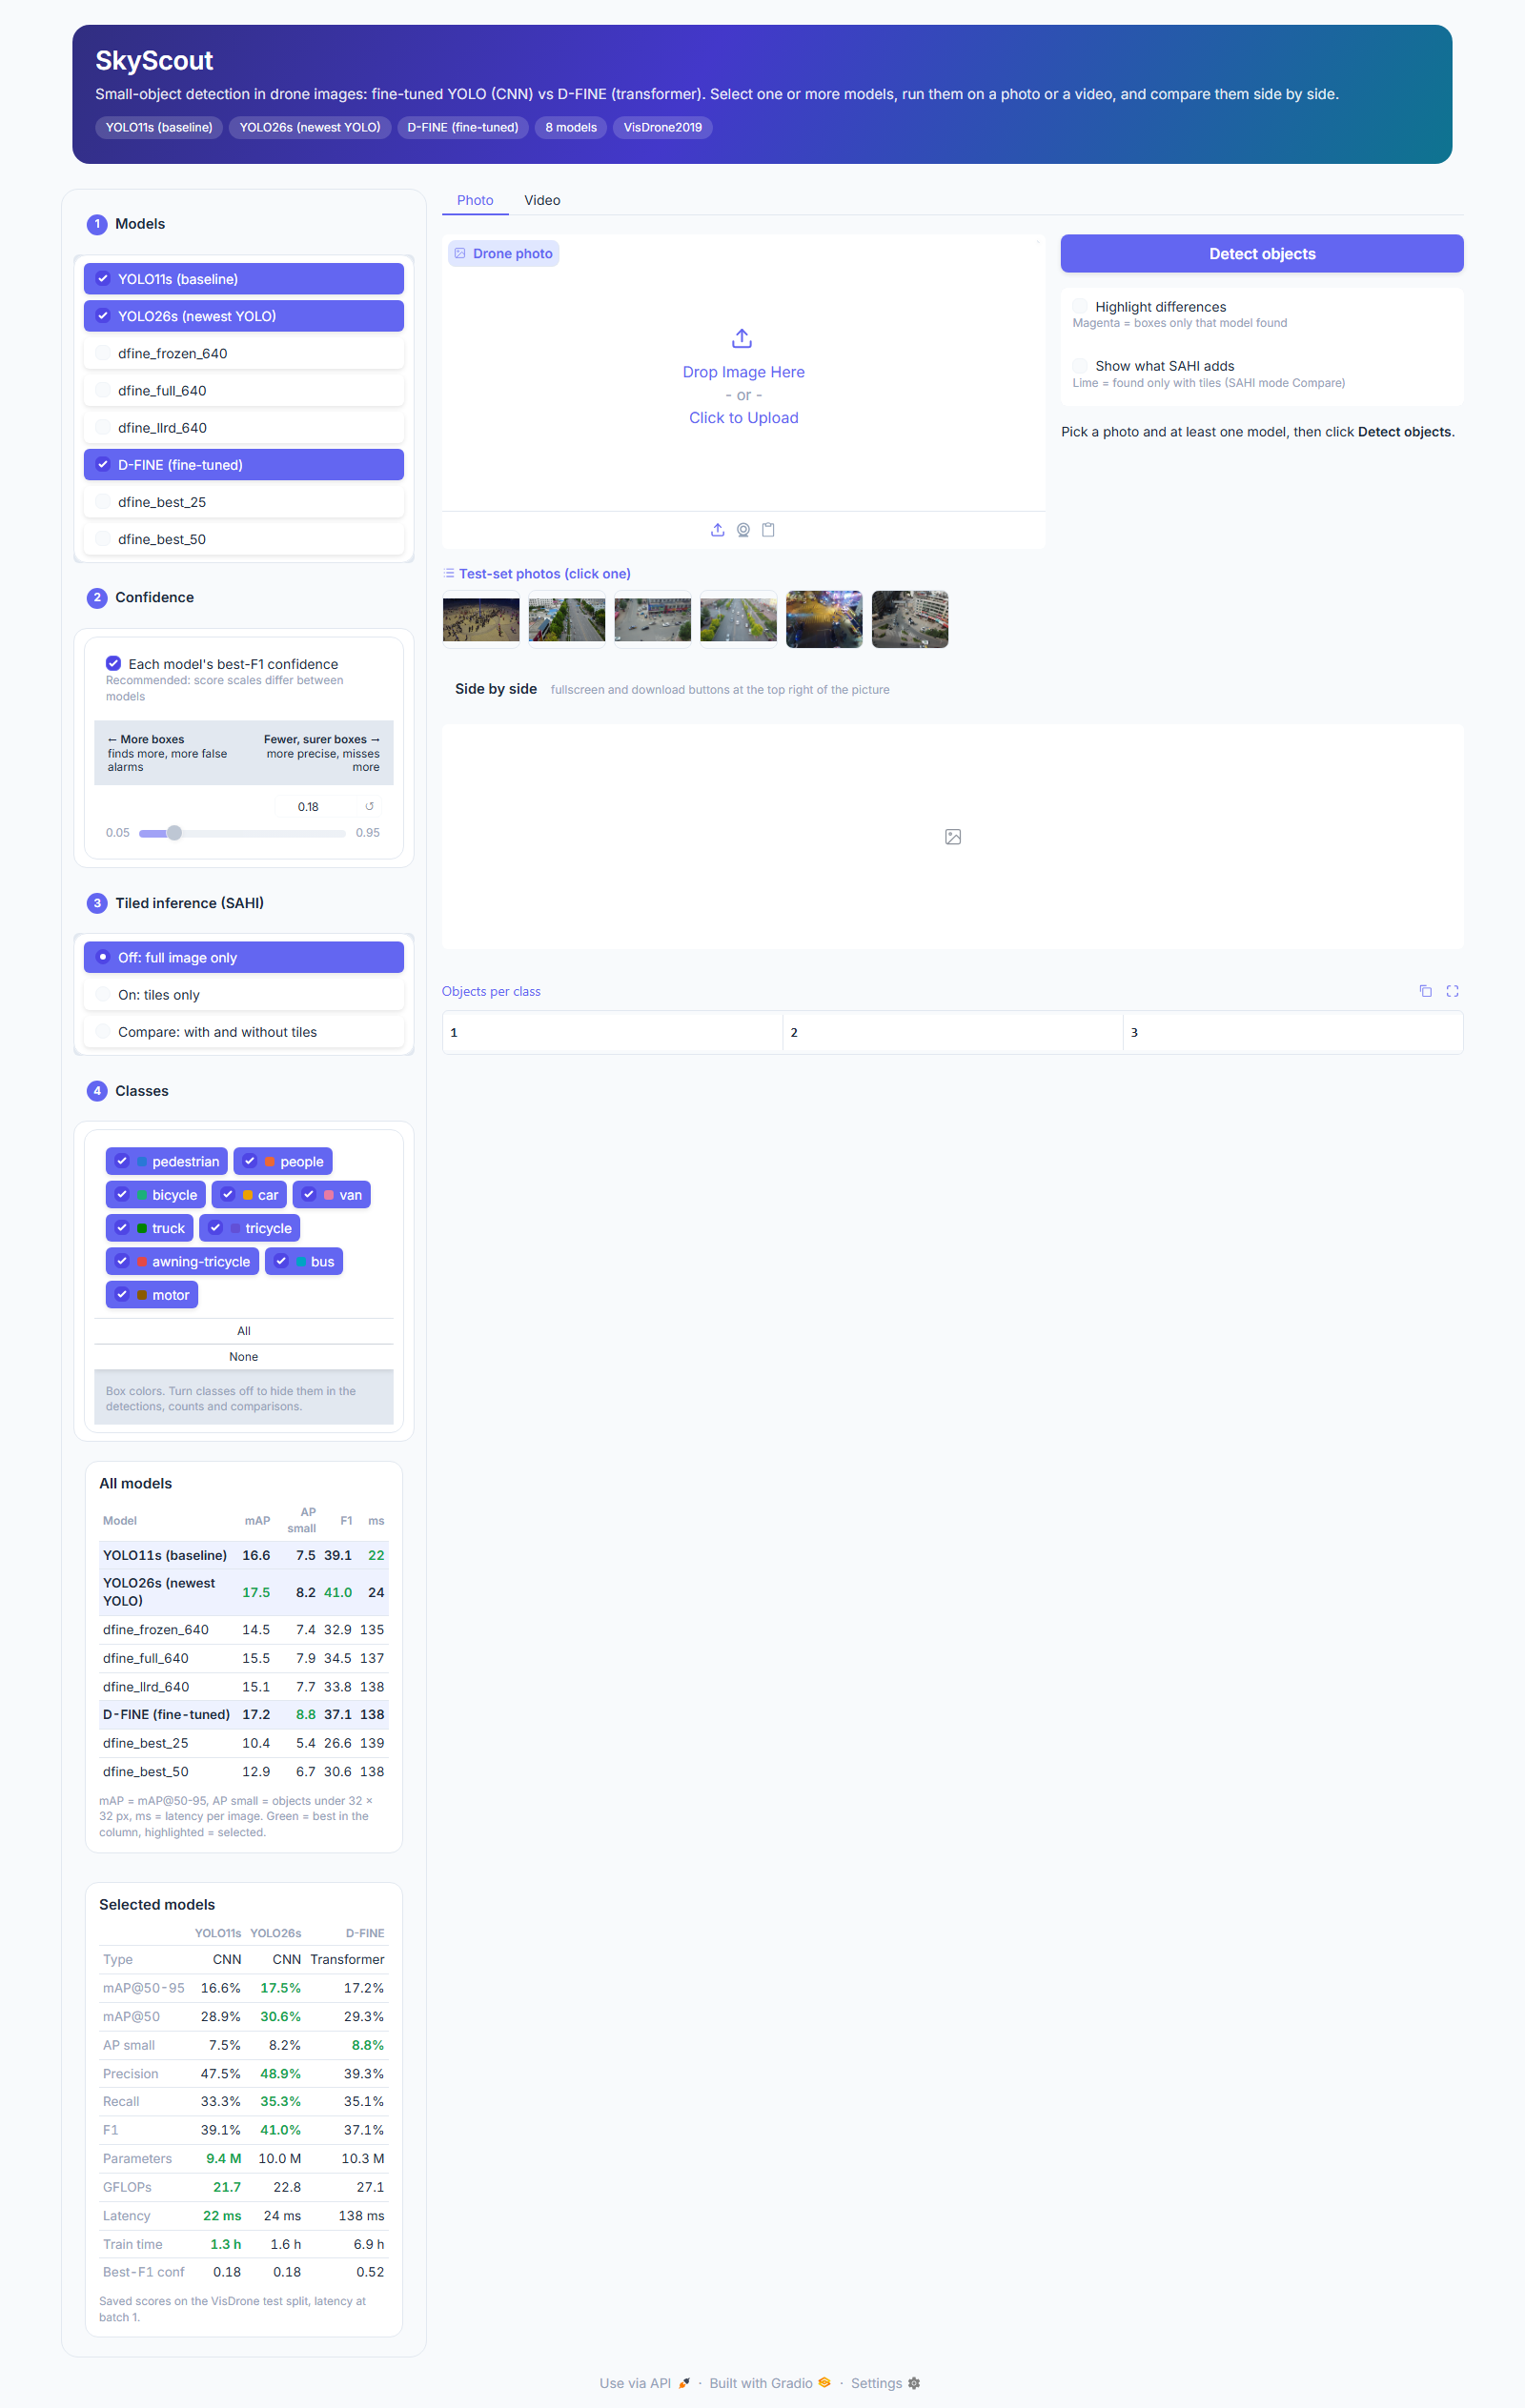 SkyScout
Small-object detection in drone images: fine-tuned YOLO (CNN) vs D-FINE (transformer). Select one or more models, run them on a photo or a video, and compare them side by side.
YOLO11s (baseline) YOLO26s (newest YOLO) D-FINE (fine-tuned) 8 models VisDrone2019
1 Models
YOLO11s (baseline)
YOLO26s (newest YOLO)
dfine_frozen_640
dfine_full_640
dfine_llrd_640
D-FINE (fine-tuned)
dfine_best_25
dfine_best_50
2 Confidence
Each model's best-F1 confidence
Recommended: score scales differ between
models
← More boxes
finds more, more false
alarms
Fewer, surer boxes →
more precise, misses
more
0.18 ↺
0.05 0.95
3 Tiled inference (SAHI)
Off: full image only
On: tiles only
Compare: with and without tiles
4 Classes
pedestrian people
bicycle car van
truck tricycle
awning-tricycle bus
motor
All
None
Box colors. Turn classes off to hide them in the
detections, counts and comparisons.
All models
Model mAP AP small F1 ms
YOLO11s (baseline) 16.6 7.5 39.1 22
YOLO26s (newest YOLO) 17.5 8.2 41.0 24
dfine_frozen_640 14.5 7.4 32.9 135
dfine_full_640 15.5 7.9 34.5 137
dfine_llrd_640 15.1 7.7 33.8 138
D-FINE (fine-tuned) 17.2 8.8 37.1 138
dfine_best_25 10.4 5.4 26.6 139
dfine_best_50 12.9 6.7 30.6 138
mAP = mAP@50-95, AP small = objects under 32 ×
32 px, ms = latency per image. Green = best in the
column, highlighted = selected.
Selected models
YOLO11s YOLO26s D-FINE
Type CNN CNN Transformer
mAP@50-95 16.6% 17.5% 17.2%
mAP@50 28.9% 30.6% 29.3%
AP small 7.5% 8.2% 8.8%
Precision 47.5% 48.9% 39.3%
Recall 33.3% 35.3% 35.1%
F1 39.1% 41.0% 37.1%
Parameters 9.4 M 10.0 M 10.3 M
GFLOPs 21.7 22.8 27.1
Latency 22 ms 24 ms 138 ms
Train time 1.3 h 1.6 h 6.9 h
Best-F1 conf 0.18 0.18 0.52
Saved scores on the VisDrone test split, latency at
batch 1.
Photo Video
Drone photo
Drop Image Here
- or -
Click to Upload
Detect objects
Highlight differences
Magenta = boxes only that model found
Show what SAHI adds
Lime = found only with tiles (SAHI mode Compare)
Pick a photo and at least one model, then click Detect objects.
Test-set photos (click one)
Side by side fullscreen and download buttons at the top right of the picture
Objects per class
1 2 3
Use via API · Built with Gradio · Settings